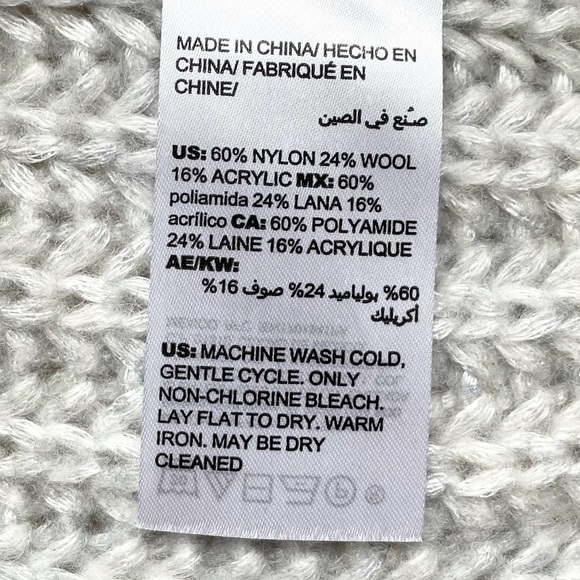 MADE IN CHINA/ HECHO EN
CHINA/ FABRIQUÉ EN
CHINE/
صُنع في الصين
US: 60% NYLON 24% WOOL
16% ACRYLIC MX: 60%
poliamida 24% LANA 16%
acrílico CA: 60% POLYAMIDE
24% LAINE 16% ACRYLIQUE
AE/KW:
60% بولياميد 24% صوف 16%
أكريليك
US: MACHINE WASH COLD,
GENTLE CYCLE. ONLY
NON-CHLORINE BLEACH.
LAY FLAT TO DRY. WARM
IRON. MAY BE DRY
CLEANED